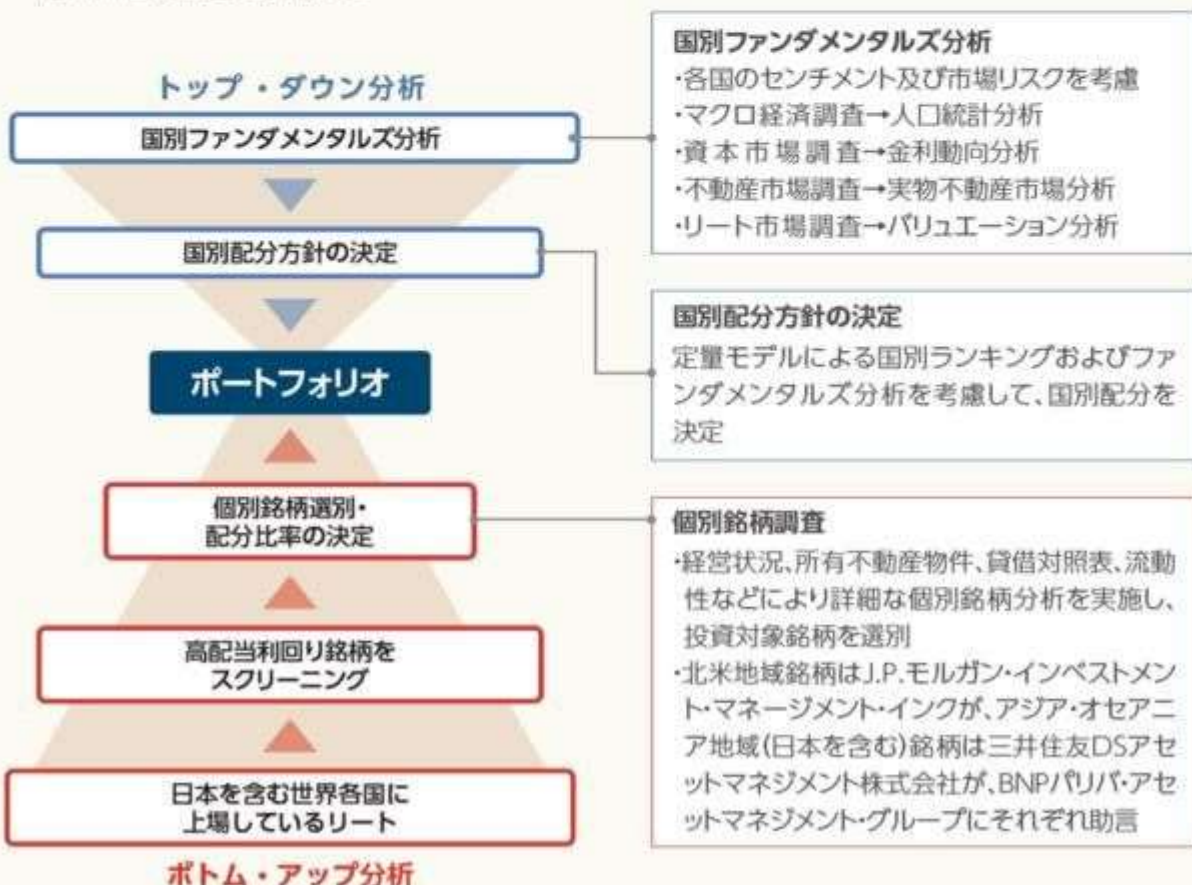 トップ・ダウン分析
国別ファンダメンタルズ分析
国別配分方針の決定
ポートフォリオ
個別銘柄選別・
配分比率の決定
高配当利回り銘柄を
スクリーニング
日本を含む世界各国に
上場しているリート
ボトム・アップ分析
国別ファンダメンタルズ分析
・各国のセンチメント及び市場リスクを考慮
・マクロ経済調査→人口統計分析
・資本市場調査→金利動向分析
・不動産市場調査→実物不動産市場分析
・リート市場調査→バリュエーション分析
国別配分方針の決定
定量モデルによる国別ランキングおよびファ
ンダメンタルズ分析を考慮して、国別配分を
決定
個別銘柄調査
・経営状況、所有不動産物件、貸借対照表、流動
性などにより詳細な個別銘柄分析を実施し、
投資対象銘柄を選別
・北米地域銘柄はJ.P.モルガン・インベストメン
ト・マネージメント・インクが、アジア・オセアニ
ア地域(日本を含む)銘柄は三井住友DSアセ
ットマネジメント株式会社が、BNPパリバ・アセ
ットマネジメント・グループにそれぞれ助言